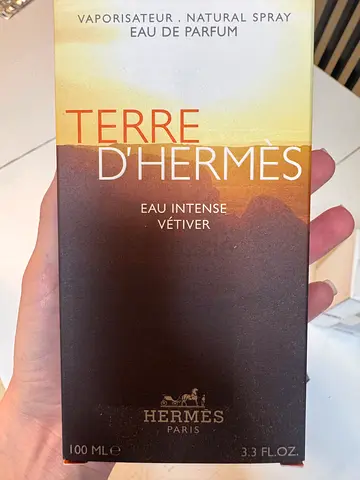 VAPORISATEUR . NATURAL SPRAY
EAU DE PARFUM
TERRE
D'HERMÈS
EAU INTENSE
VÉTIVER
HERMÈS
PARIS
100 ML ℮ 3.3 FL.OZ.